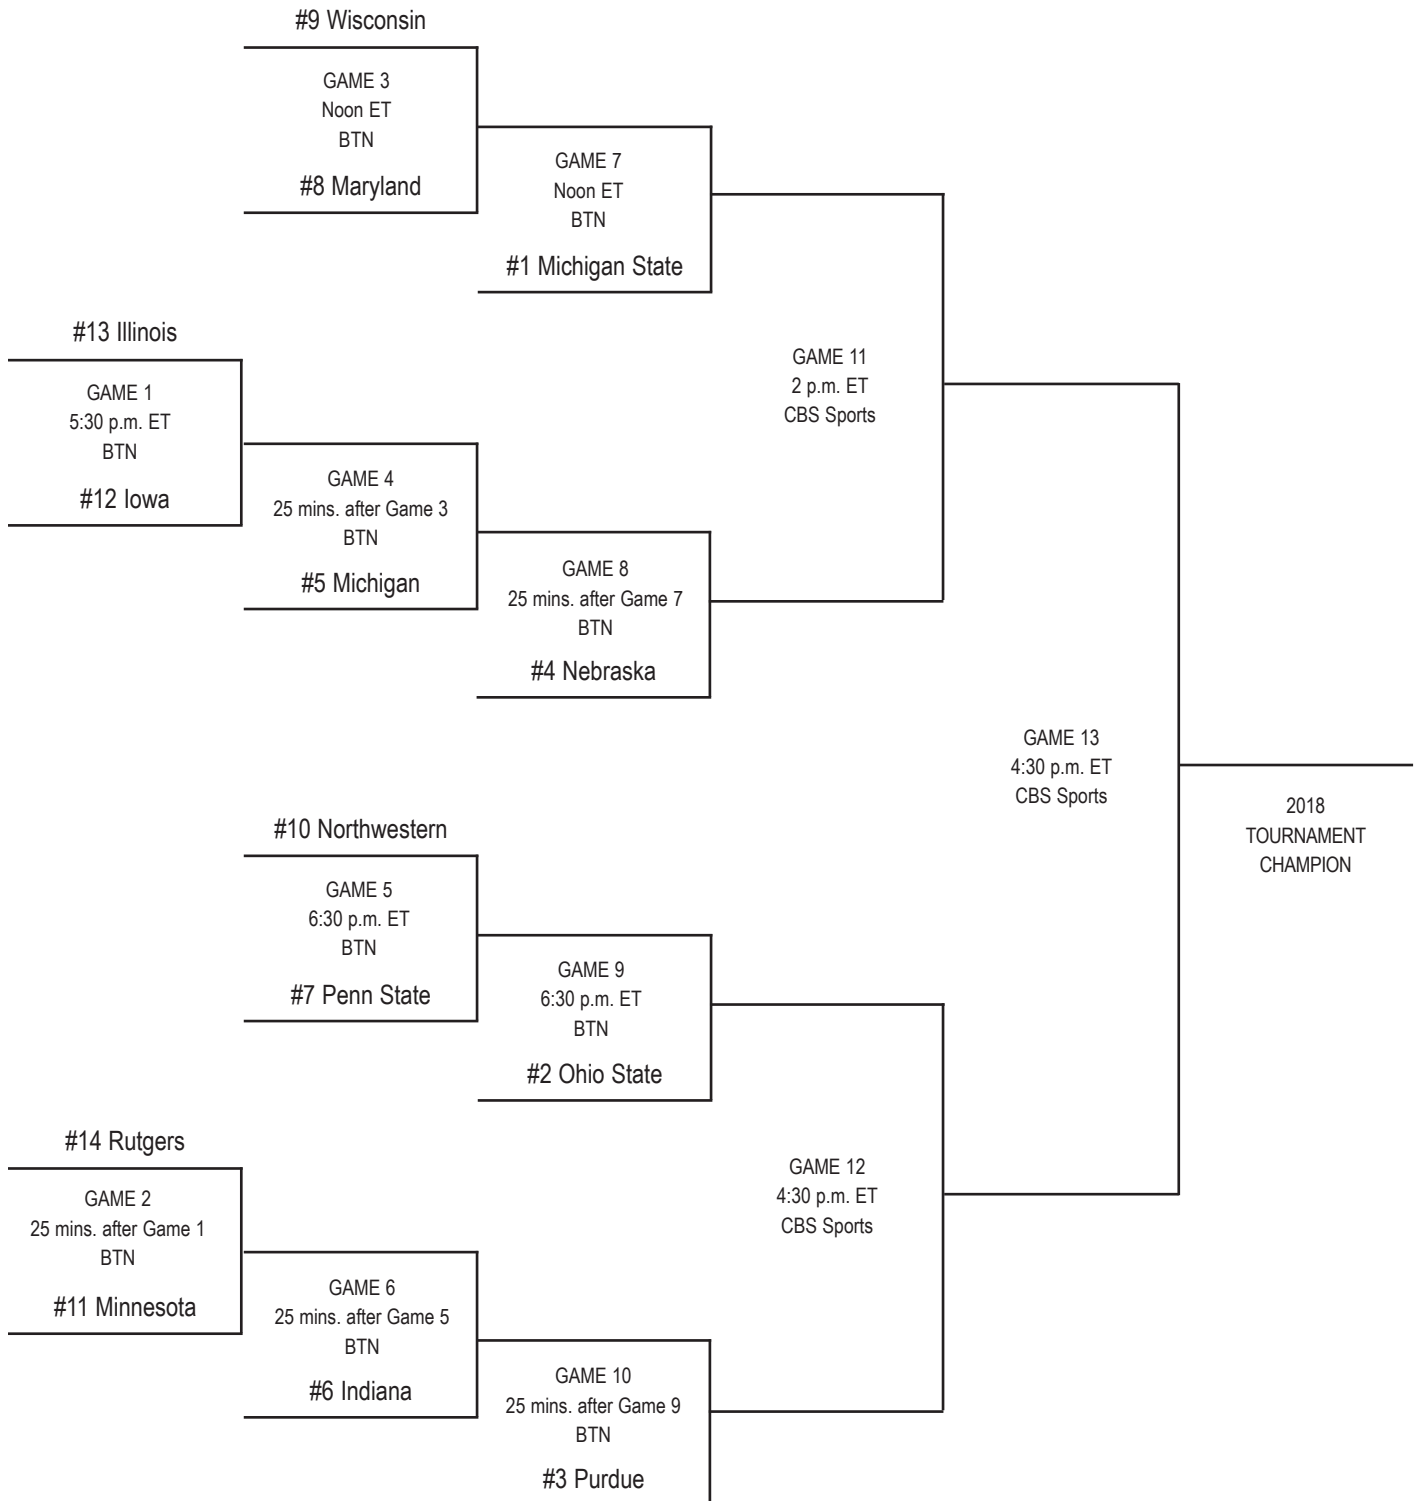 #9 Wisconsin
GAME 3
Noon ET
BTN
#8 Maryland
GAME 7
Noon ET
BTN
#1 Michigan State
#13 Illinois
GAME 1
5:30 p.m. ET
BTN
#12 Iowa
GAME 4
25 mins. after Game 3
BTN
#5 Michigan
GAME 8
25 mins. after Game 7
BTN
#4 Nebraska
GAME 11
2 p.m. ET
CBS Sports
GAME 13
4:30 p.m. ET
CBS Sports
2018
TOURNAMENT
CHAMPION
#10 Northwestern
GAME 5
6:30 p.m. ET
BTN
#7 Penn State
GAME 9
6:30 p.m. ET
BTN
#2 Ohio State
#14 Rutgers
GAME 2
25 mins. after Game 1
BTN
#11 Minnesota
GAME 6
25 mins. after Game 5
BTN
#6 Indiana
GAME 10
25 mins. after Game 9
BTN
#3 Purdue
GAME 12
4:30 p.m. ET
CBS Sports